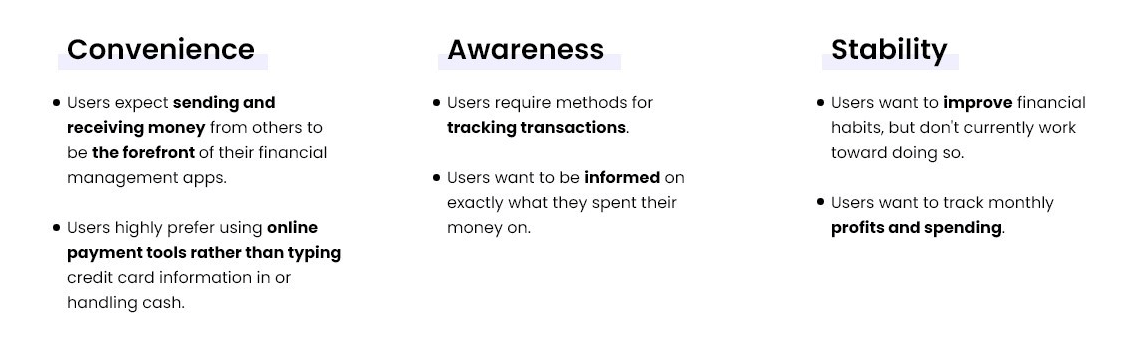 Convenience
• Users expect sending and
receiving money from others to
be the forefront of their financial
management apps.
• Users highly prefer using online
payment tools rather than typing
credit card information in or
handling cash.
Awareness
• Users require methods for
tracking transactions.
• Users want to be informed on
exactly what they spent their
money on.
Stability
• Users want to improve financial
habits, but don't currently work
toward doing so.
• Users want to track monthly
profits and spending.